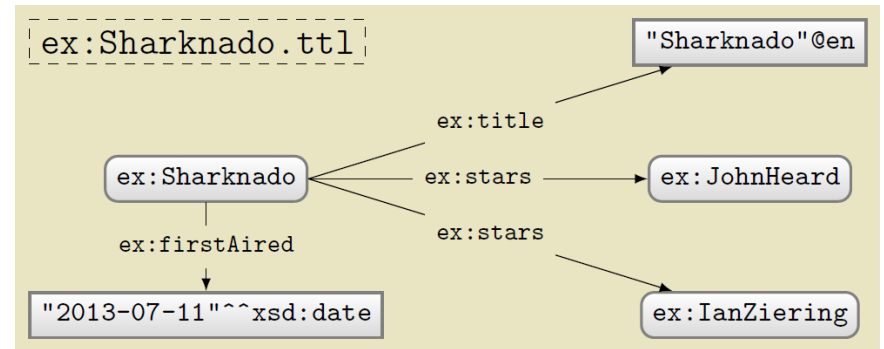 ex:Sharknado.ttl
"Sharknado"@en
ex:title
ex:Sharknado
ex:stars
ex:JohnHeard
ex:stars
ex:firstAired
"2013-07-11"^^xsd:date
ex:IanZiering